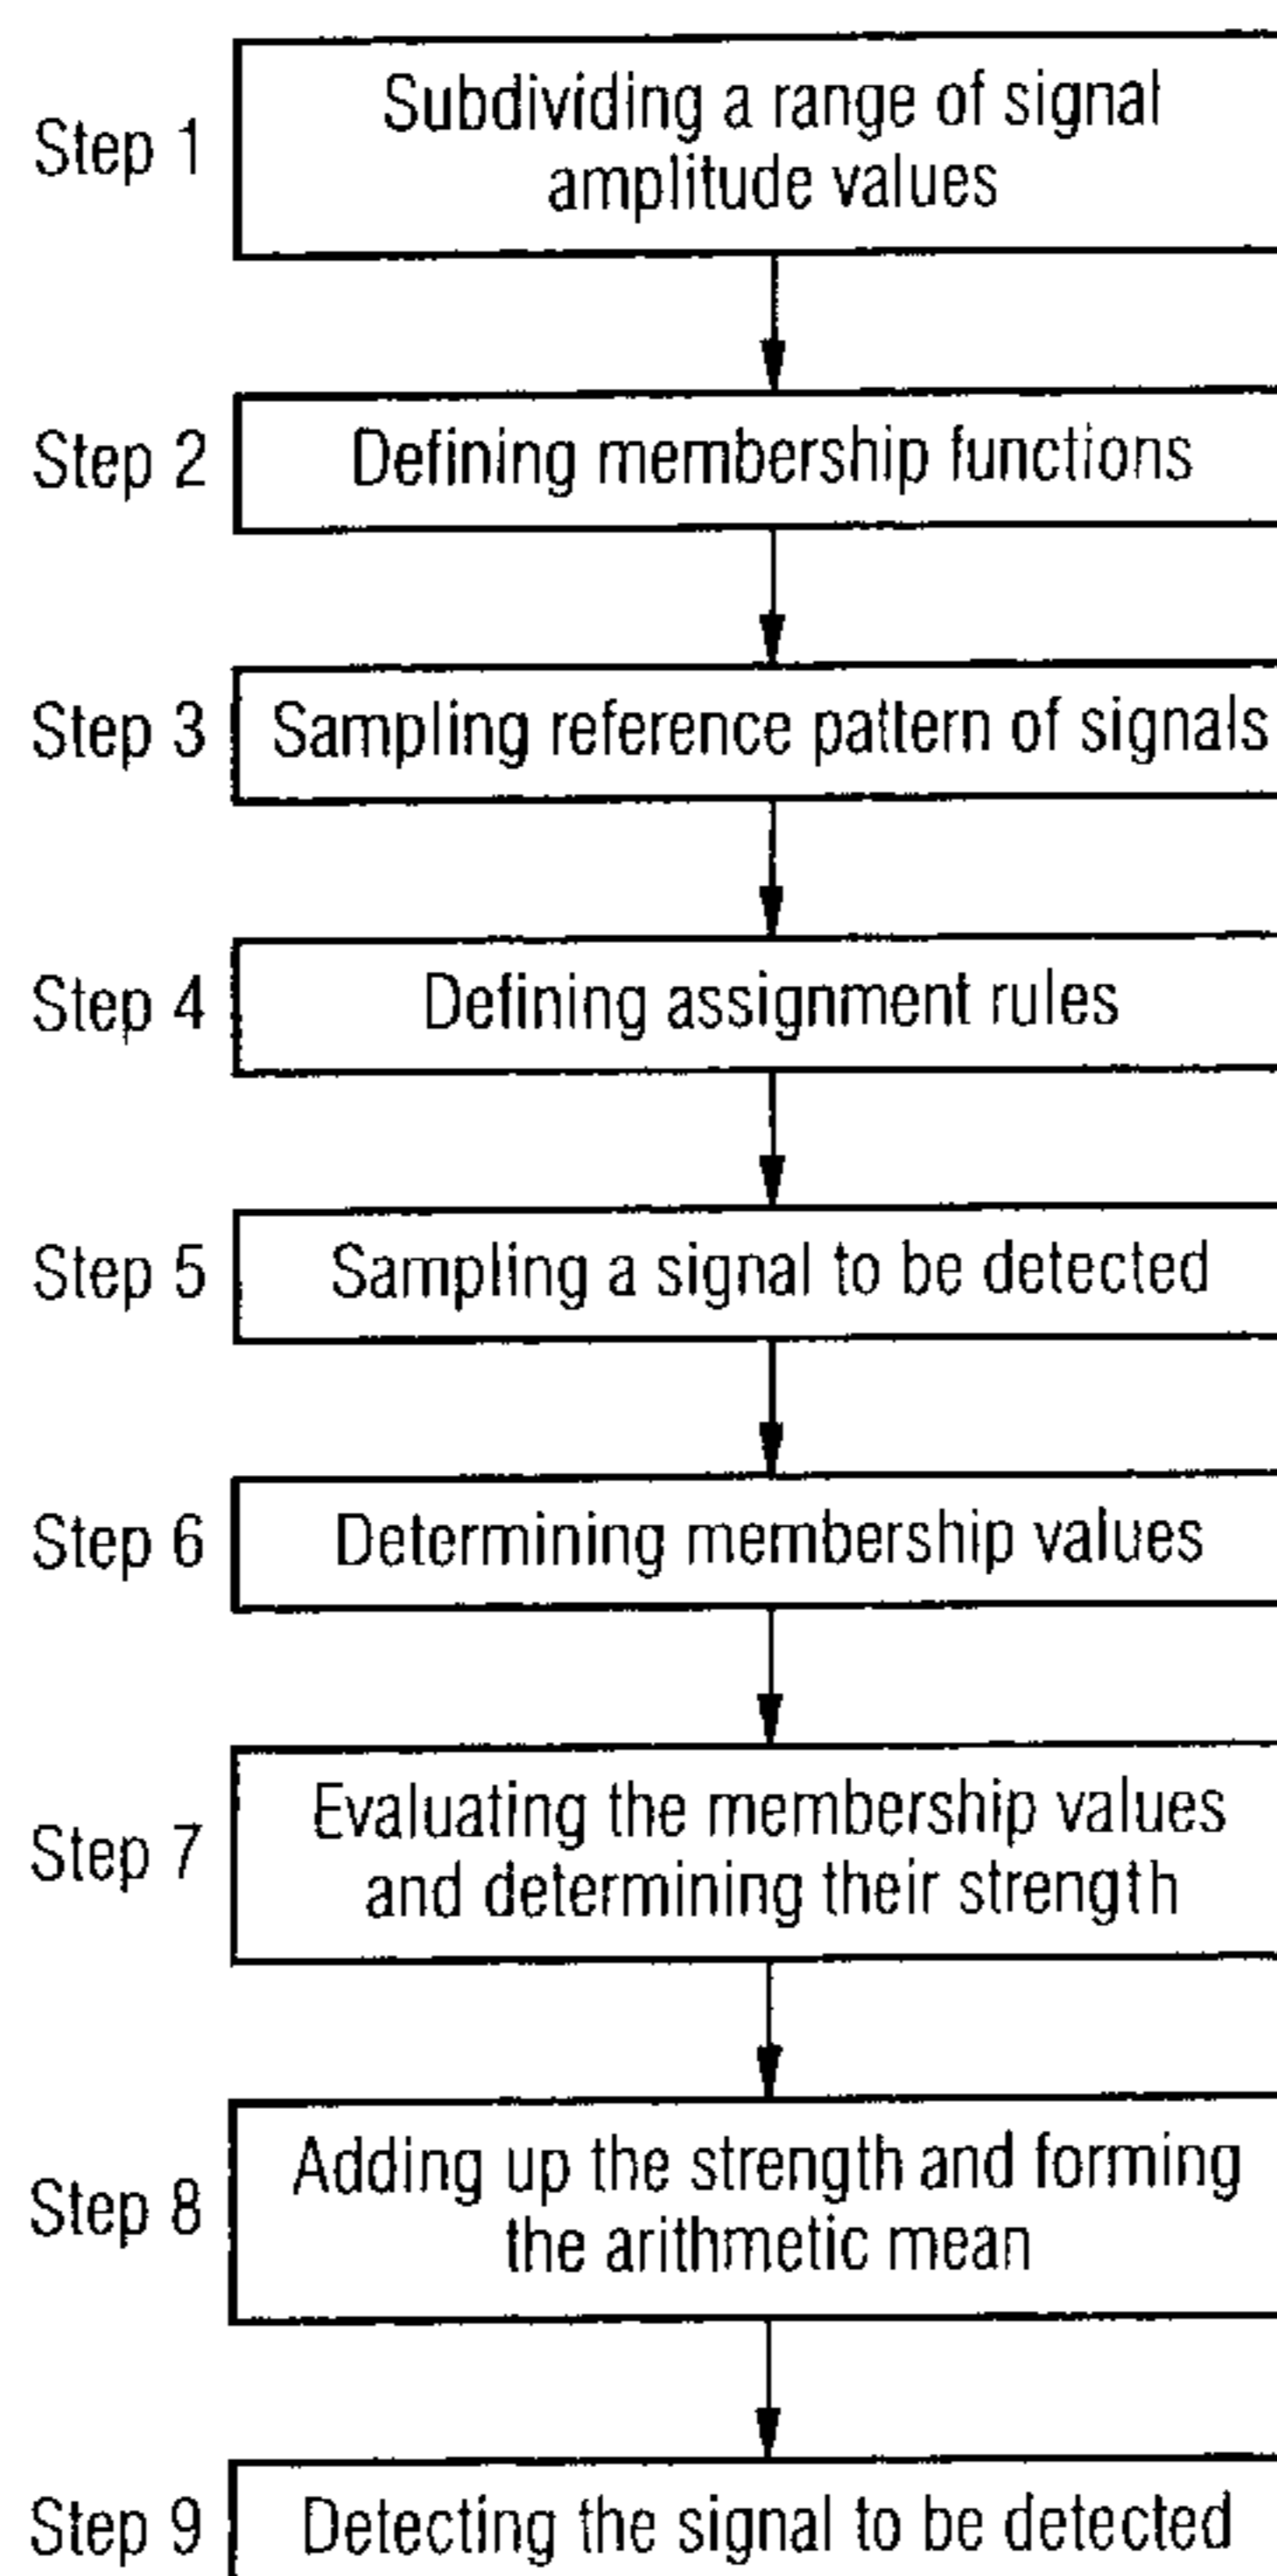 Step 1
Subdividing a range of signal
amplitude values
Step 2
Defining membership functions
Step 3
Sampling reference pattern of signals
Step 4
Defining assignment rules
Step 5
Sampling a signal to be detected
Step 6
Determining membership values
Step 7
Evaluating the membership values
and determining their strength
Step 8
Adding up the strength and forming
the arithmetic mean
Step 9
Detecting the signal to be detected